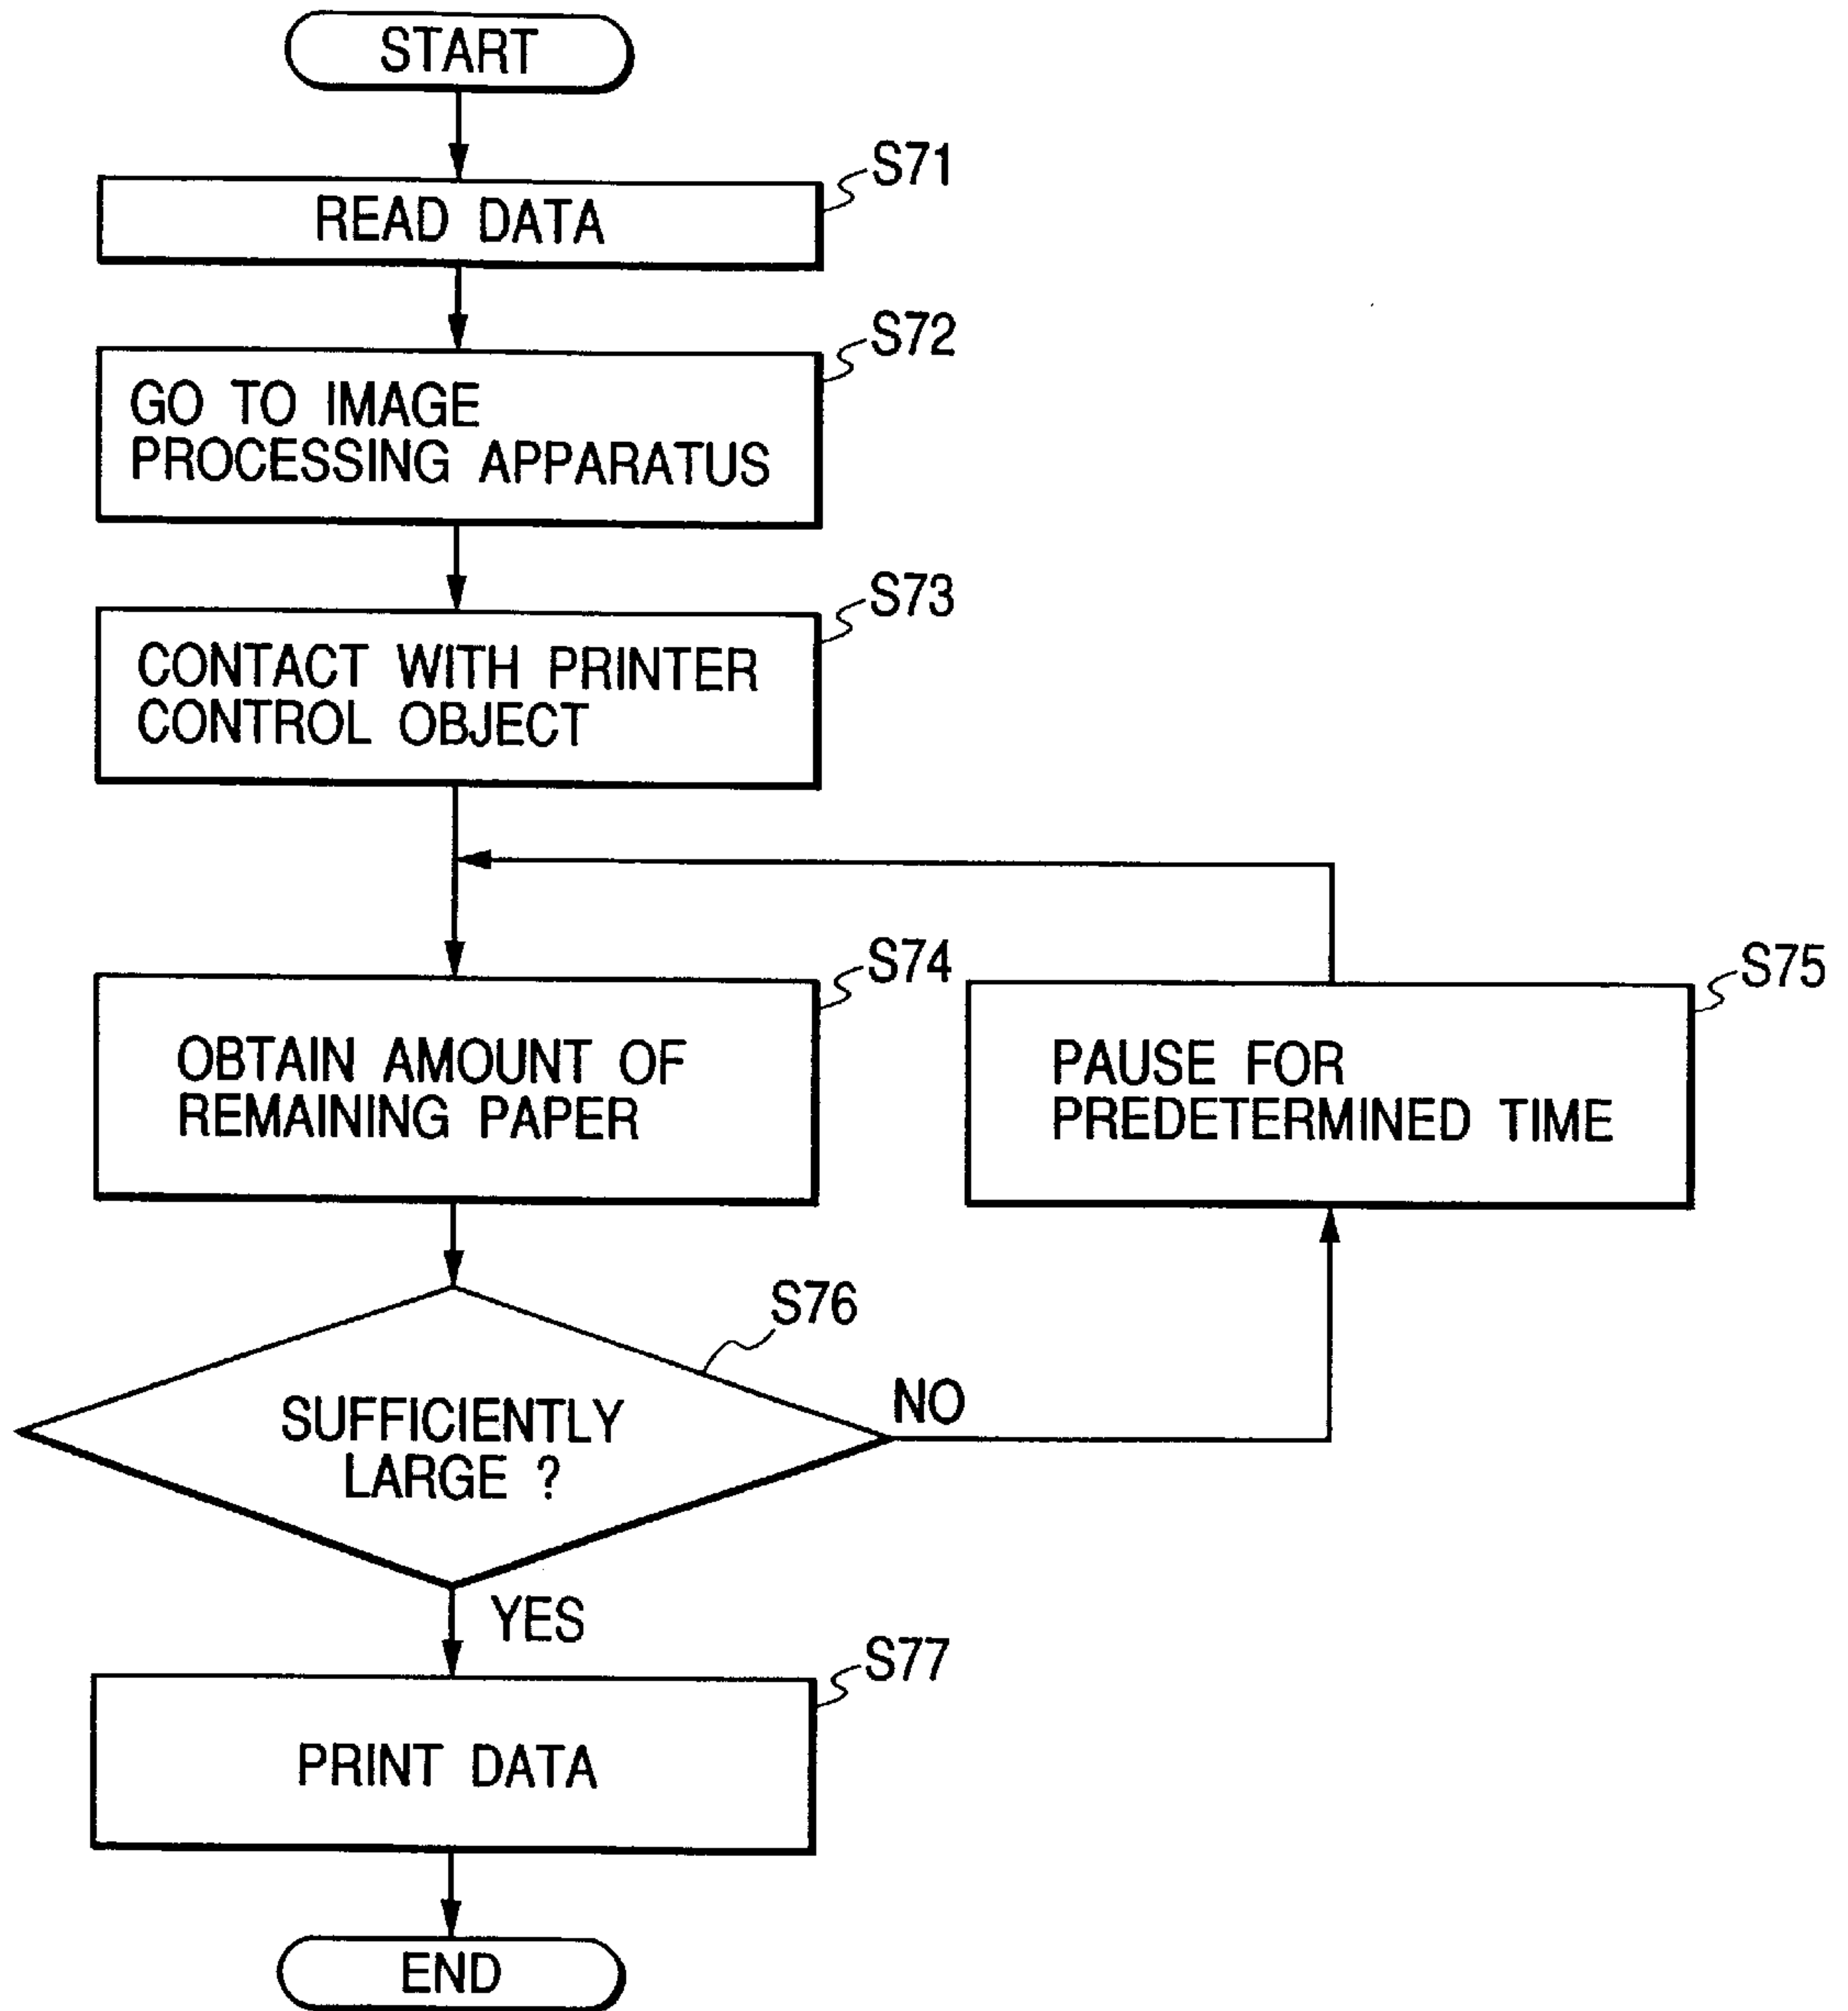 START
S71
READ DATA
S72
GO TO IMAGE
PROCESSING APPARATUS
S73
CONTACT WITH PRINTER
CONTROL OBJECT
S74
OBTAIN AMOUNT OF
REMAINING PAPER
S75
PAUSE FOR
PREDETERMINED TIME
S76
SUFFICIENTLY
LARGE ?
NO
YES
S77
PRINT DATA
END